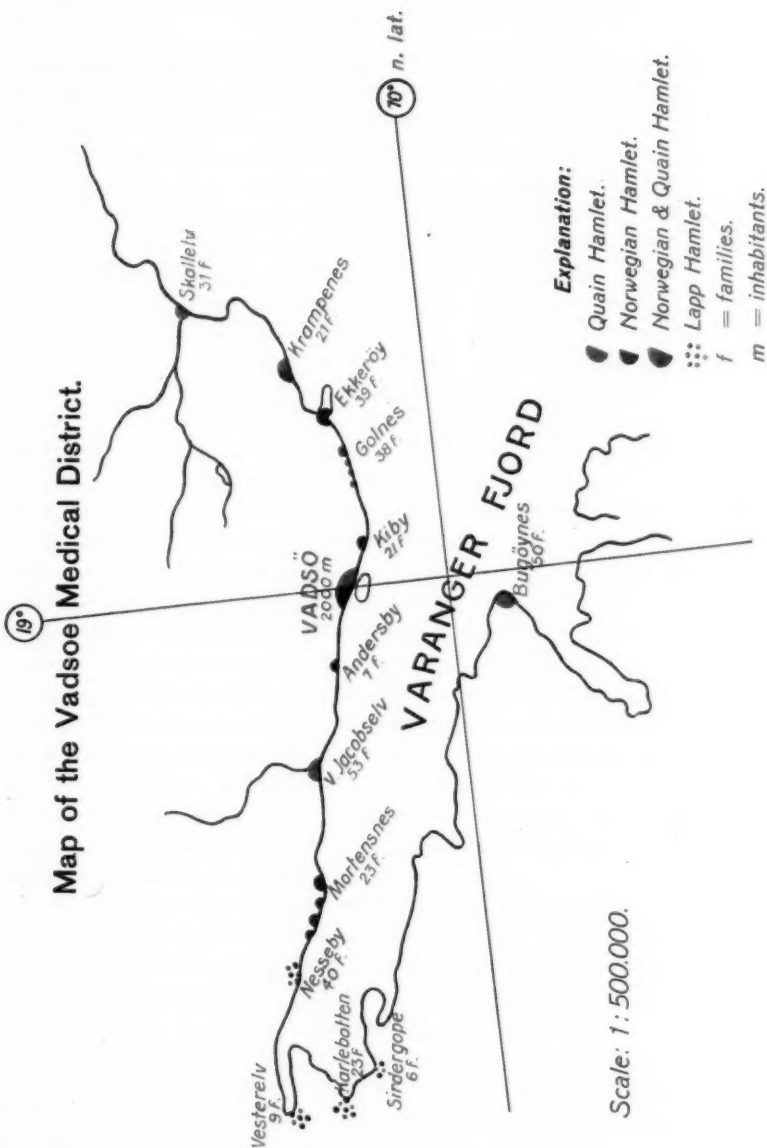 Map of the Vadsoe Medical District.
19°
Skallelv
31 f
Krampenes
21 F.
Ekkeröy
39 f.
Golnes
38 f.
Kiby
21 F.
VADSÖ
2000 m
Andersby
7 f.
V. Jacobselv
53 F.
Mortensnes
23 F.
Nesseby
40 F.
Vesterelv
9 f.
Karlebotten
23 f
Sirdergope
6 f.
70° n. lat.
VARANGER FJORD
Bugöynes
50 F.
Explanation:
Quain Hamlet.
Norwegian Hamlet.
Norwegian & Quain Hamlet.
Lapp Hamlet.
f = families.
m = inhabitants.
Scale: 1:500.000.